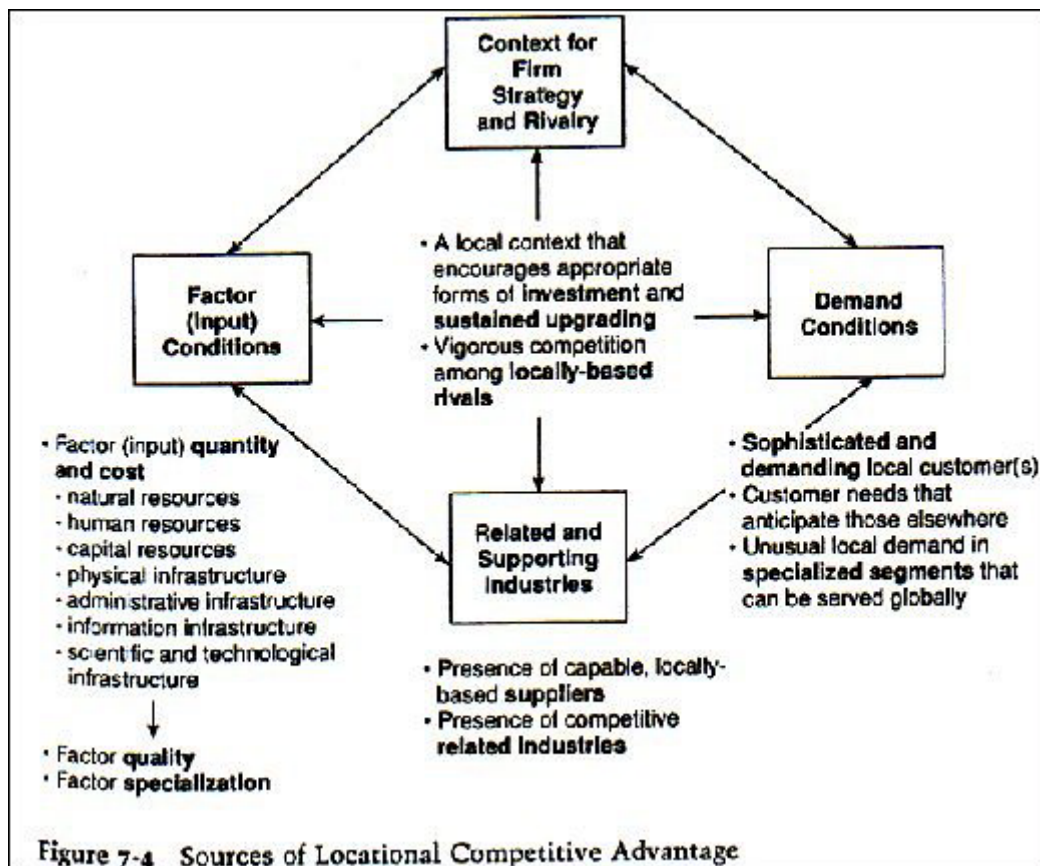 Context for
Firm
Strategy
and Rivalry
• A local context that
encourages appropriate
forms of investment and
sustained upgrading
• Vigorous competition
among locally-based
rivals
Factor
(Input)
Conditions
Demand
Conditions
• Factor (input) quantity
and cost
- natural resources
- human resources
- capital resources
- physical infrastructure
- administrative infrastructure
- information infrastructure
- scientific and technological
infrastructure
• Factor quality
• Factor specialization
Related and
Supporting
Industries
• Presence of capable, locally-
based suppliers
• Presence of competitive
related industries
• Sophisticated and
demanding local customer(s)
• Customer needs that
anticipate those elsewhere
• Unusual local demand in
specialized segments that
can be served globally
Figure 7-4 Sources of Locational Competitive Advantage